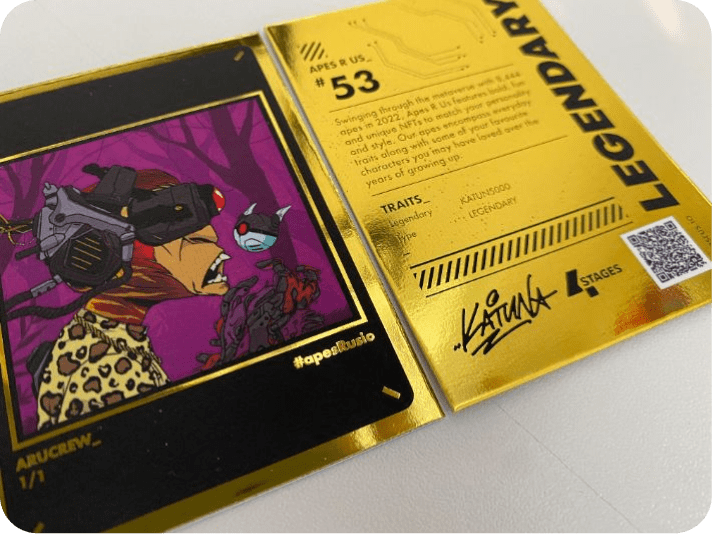 #apesRusio
ARUCREW_
1/1
APES R US_
#53
Swinging through the metaverse with 8,444
apes in 2022, Apes R Us features bold, fun
and unique NFTs to match your personality
and style. Our apes encompass everyday
traits along with some of your favourite
characters you may have loved over the
years of growing up.
TRAITS_
Legendary KATUN5000
Type LEGENDARY
LEGENDARY
KATUNA
4 STAGES